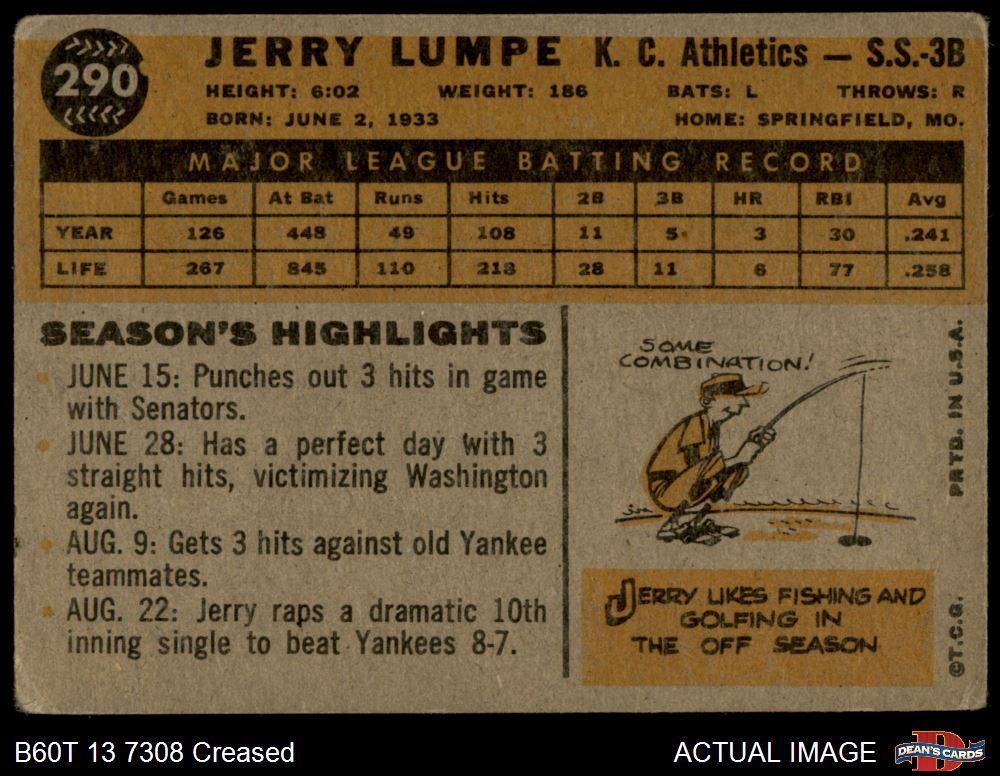 290
JERRY LUMPE K. C. Athletics — S.S.-3B
HEIGHT: 6:02 WEIGHT: 186 BATS: L THROWS: R
BORN: JUNE 2, 1933 HOME: SPRINGFIELD, MO.
MAJOR LEAGUE BATTING RECORD
Games At Bat Runs Hits 2B 3B HR RBI Avg
YEAR 126 448 49 108 11 5 3 30 .241
LIFE 267 845 110 218 28 11 6 77 .258
SEASON'S HIGHLIGHTS
JUNE 15: Punches out 3 hits in game
with Senators.
JUNE 28: Has a perfect day with 3
straight hits, victimizing Washington
again.
AUG. 9: Gets 3 hits against old Yankee
teammates.
AUG. 22: Jerry raps a dramatic 10th
inning single to beat Yankees 8-7.
SOME
COMBINATION!
JERRY LIKES FISHING AND
GOLFING IN
THE OFF SEASON
©T.C.G. PRTD. IN U.S.A.
B60T 13 7308 Creased
ACTUAL IMAGE
D
DEAN'S CARDS